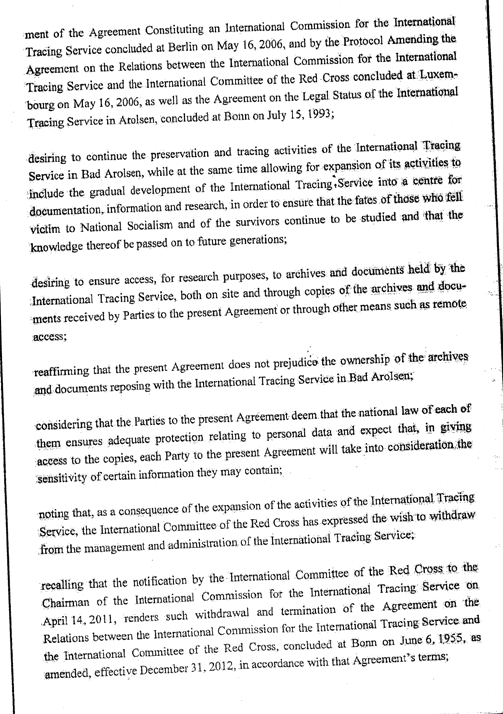 ment of the Agreement Constituting an International Commission for the International
Tracing Service concluded at Berlin on May 16, 2006, and by the Protocol Amending the
Agreement on the Relations between the International Commission for the International
Tracing Service and the International Committee of the Red Cross concluded at Luxem-
bourg on May 16, 2006, as well as the Agreement on the Legal Status of the International
Tracing Service in Arolsen, concluded at Bonn on July 15, 1993;
desiring to continue the preservation and tracing activities of the International Tracing
Service in Bad Arolsen, while at the same time allowing for expansion of its activities to
include the gradual development of the International Tracing Service into a centre for
documentation, information and research, in order to ensure that the fates of those who fell
victim to National Socialism and of the survivors continue to be studied and that the
knowledge thereof be passed on to future generations;
desiring to ensure access, for research purposes, to archives and documents held by the
International Tracing Service, both on site and through copies of the archives and docu-
ments received by Parties to the present Agreement or through other means such as remote
access;
reaffirming that the present Agreement does not prejudice the ownership of the archives
and documents reposing with the International Tracing Service in Bad Arolsen;
considering that the Parties to the present Agreement deem that the national law of each of
them ensures adequate protection relating to personal data and expect that, in giving
access to the copies, each Party to the present Agreement will take into consideration the
sensitivity of certain information they may contain;
noting that, as a consequence of the expansion of the activities of the International Tracing
Service, the International Committee of the Red Cross has expressed the wish to withdraw
from the management and administration of the International Tracing Service;
recalling that the notification by the International Committee of the Red Cross to the
Chairman of the International Commission for the International Tracing Service on
April 14, 2011, renders such withdrawal and termination of the Agreement on the
Relations between the International Commission for the International Tracing Service and
the International Committee of the Red Cross, concluded at Bonn on June 6, 1955, as
amended, effective December 31, 2012, in accordance with that Agreement's terms;